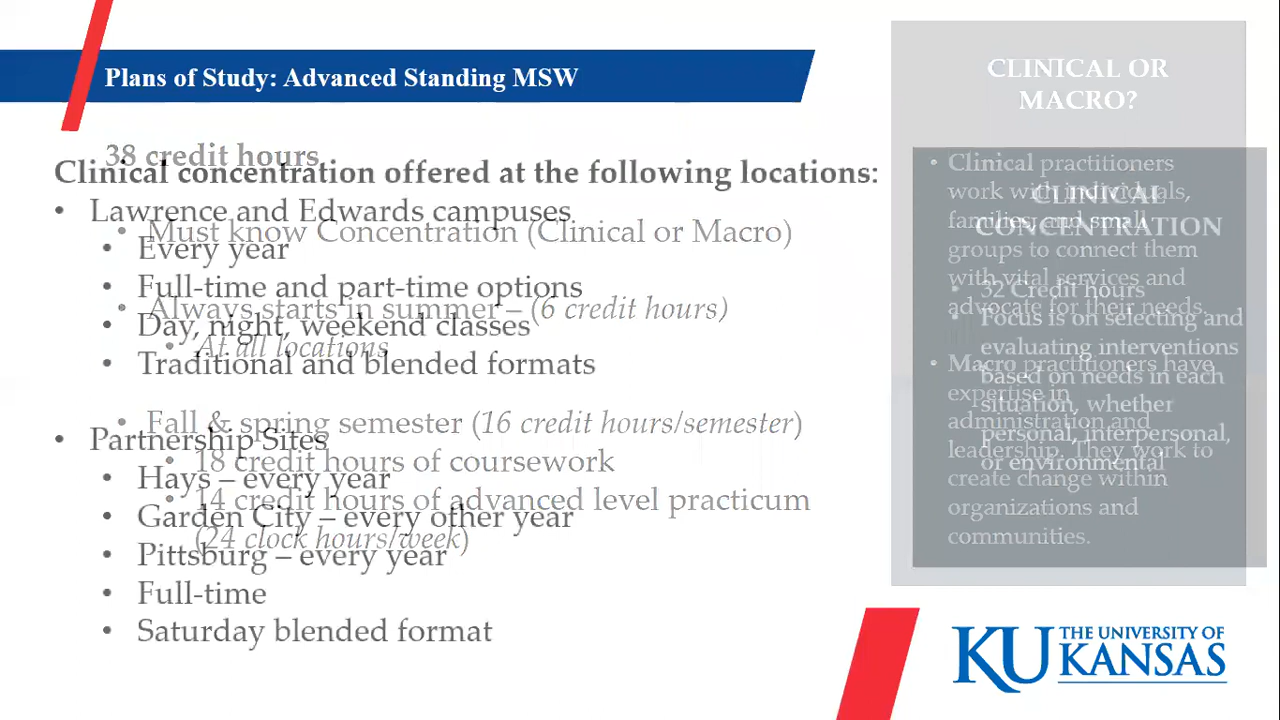 Plans of Study: Advanced Standing MSW
38 credit hours
• Must know Concentration (Clinical or Macro)
• Always starts in summer – (6 credit hours)
• At all locations
• Fall & spring semester (16 credit hours/semester)
• 18 credit hours of coursework
• 14 credit hours of advanced level practicum
(24 clock hours/week)
Clinical concentration offered at the following locations:
• Lawrence and Edwards campuses
• Every year
• Full-time and part-time options
• Day, night, weekend classes
• Traditional and blended formats
• Partnership Sites
• Hays – every year
• Garden City – every other year
• Pittsburg – every year
• Full-time
• Saturday blended format
CLINICAL OR
MACRO?
• Clinical practitioners
work with individuals,
families, and small
groups to connect them
with vital services and
advocate for their needs.
• Macro practitioners have
expertise in
administration and
leadership. They work to
create change within
organizations and
communities.
CLINICAL
CONCENTRATION
• 32 Credit hours
• Focus is on selecting and
evaluating interventions
based on needs in each
situation, whether
personal, interpersonal,
or environmental
KU THE UNIVERSITY OF
KANSAS